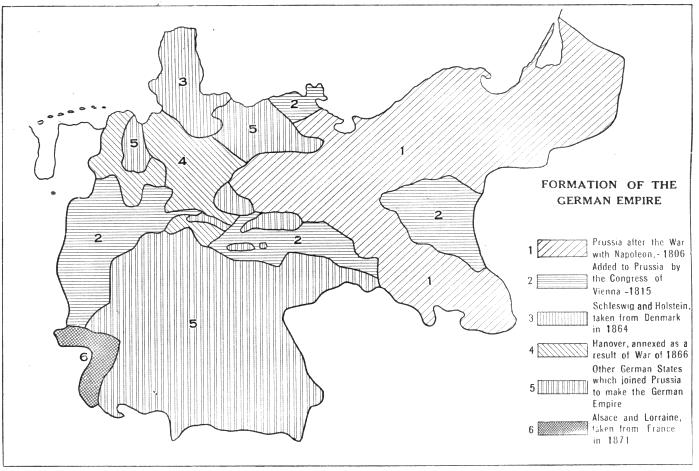 3
2
5
5
4
1
2
2
2
1
5
6
FORMATION OF THE
GERMAN EMPIRE
1
Prussia after the War
with Napoleon,- 1806
2
Added to Prussia by
the Congress of
Vienna -1815
3
Schleswig and Holstein,
taken from Denmark
in 1864
4
Hanover, annexed as a
result of War of 1866
5
Other German States
which joined Prussia
to make the German
Empire
6
Alsace and Lorraine,
taken from France
in 1871